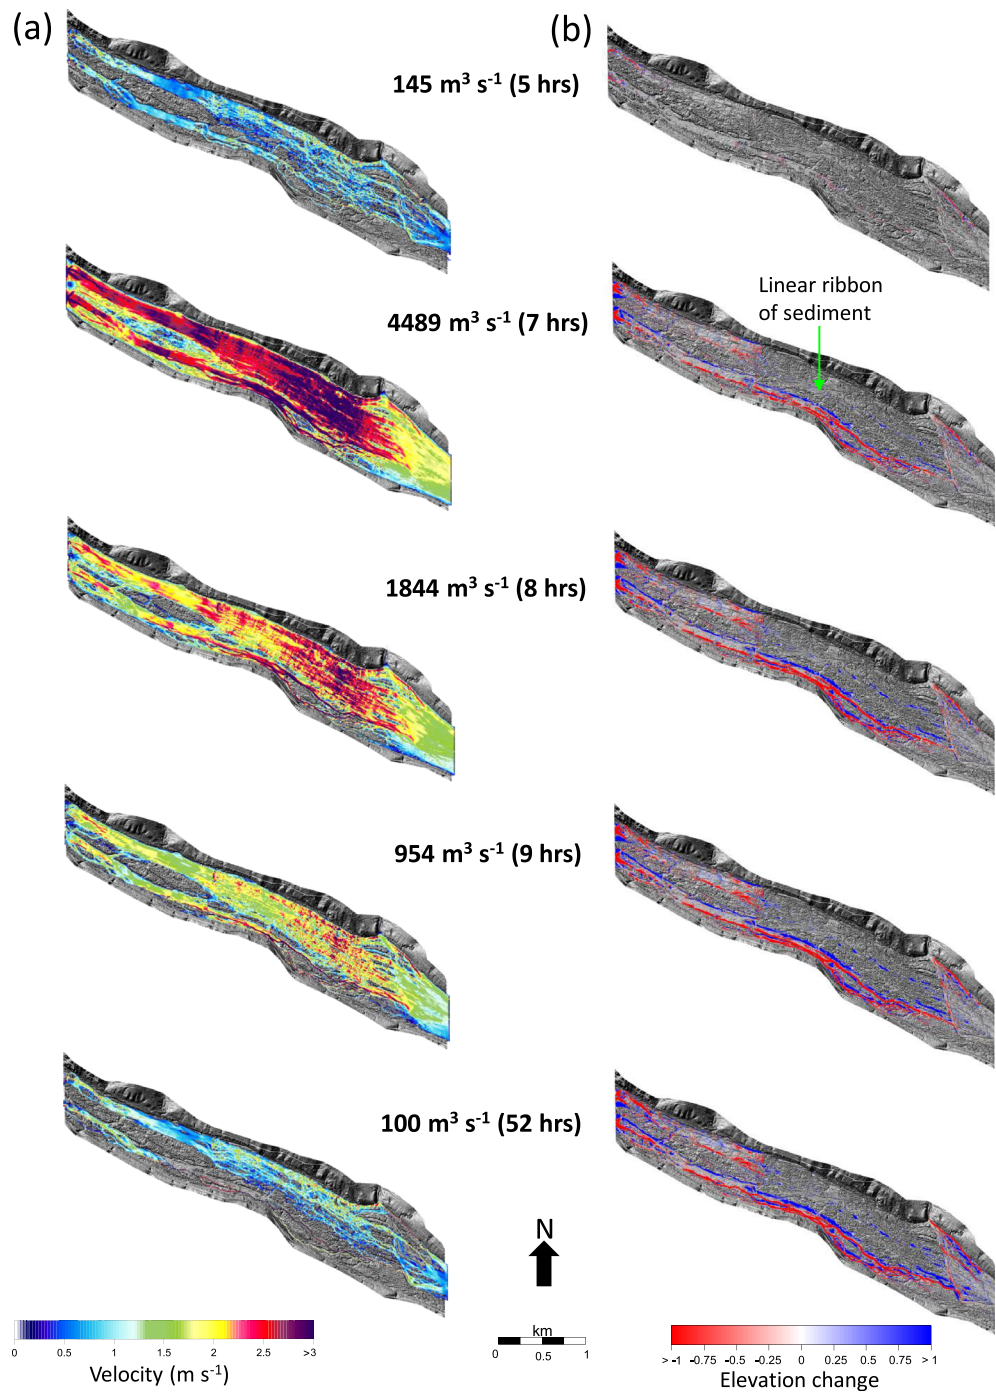 (a)
(b)
145 m³ s⁻¹ (5 hrs)
4489 m³ s⁻¹ (7 hrs)
Linear ribbon
of sediment
1844 m³ s⁻¹ (8 hrs)
954 m³ s⁻¹ (9 hrs)
100 m³ s⁻¹ (52 hrs)
N
km
0 0.5 1
0 0.5 1 1.5 2 2.5 >3
Velocity (m s⁻¹)
> -1 -0.75 -0.5 -0.25 0 0.25 0.5 0.75 > 1
Elevation change